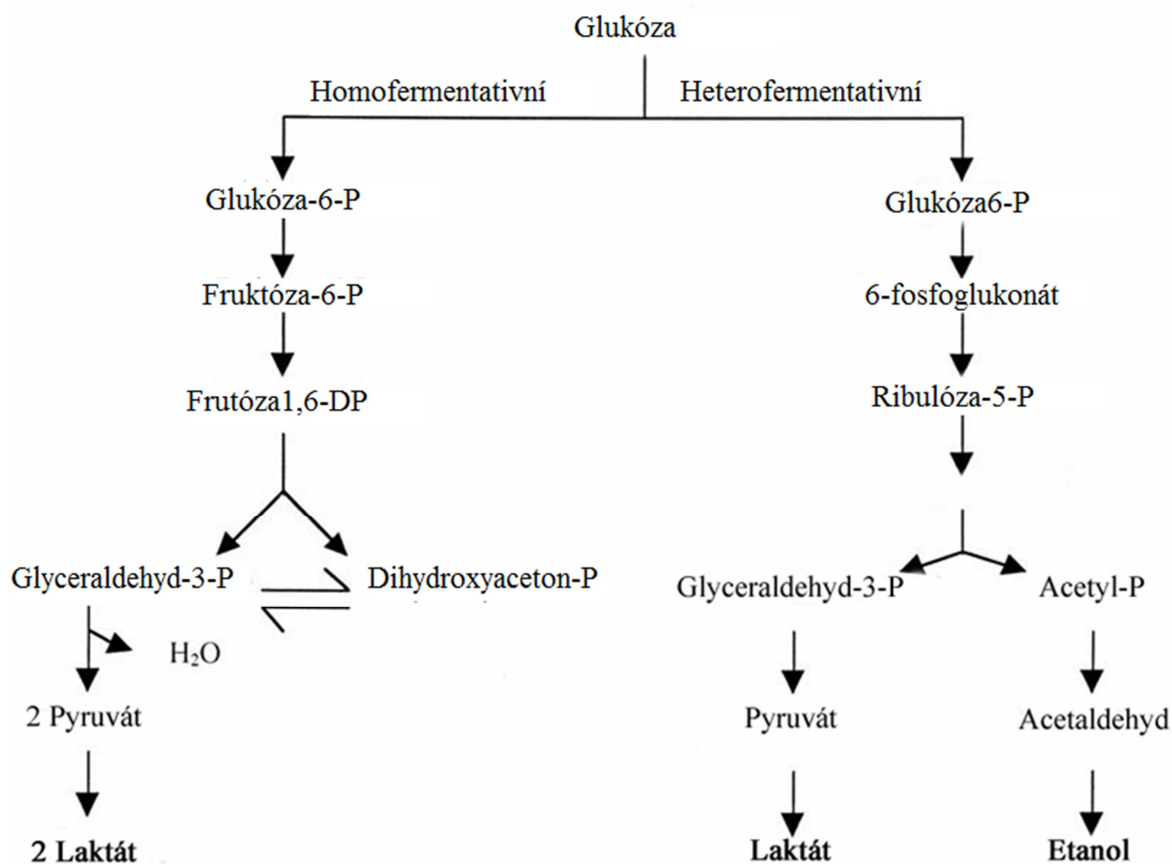 Glukóza
Homofermentativní
Heterofermentativní
Glukóza-6-P
Glukóza6-P
Fruktóza-6-P
6-fosfoglukonát
Frutóza1,6-DP
Ribulóza-5-P
Glyceraldehyd-3-P
Dihydroxyaceton-P
Glyceraldehyd-3-P
Acetyl-P
H₂O
2 Pyruvát
Pyruvát
Acetaldehyd
2 Laktát
Laktát
Etanol